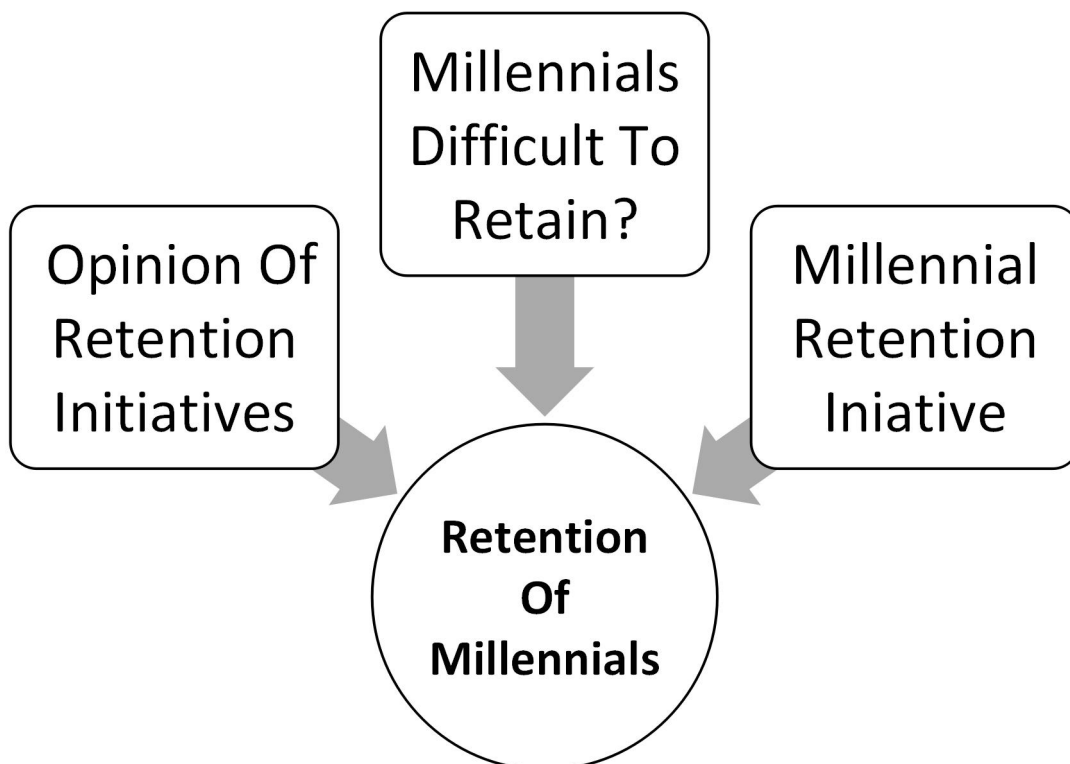 Millennials
Difficult To
Retain?
Opinion Of
Retention
Initiatives
Millennial
Retention
Iniative
Retention
Of
Millennials